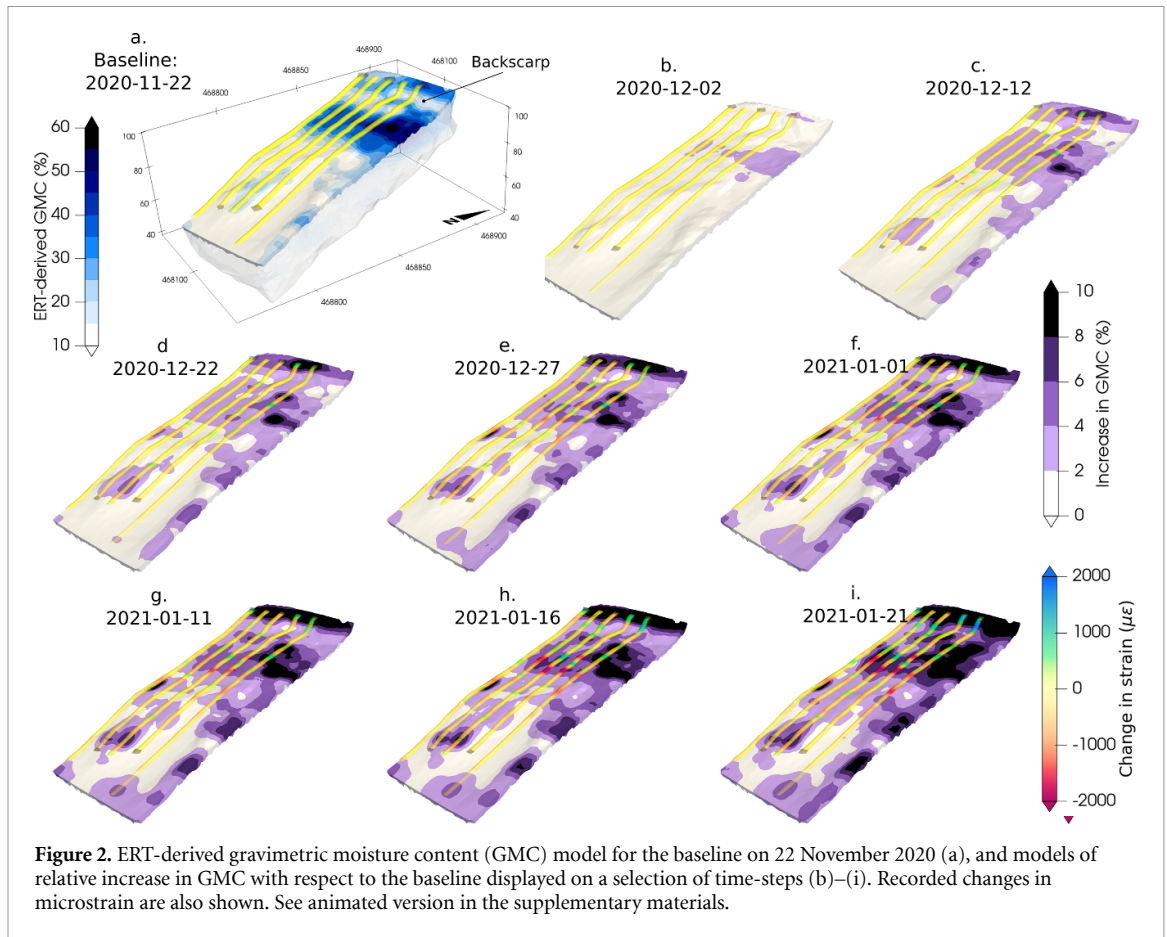 a.
Baseline:
2020-11-22
468900
468850
468800
468100
Backscarp
100
80
60
40
100
80
60
40
N
468900
468850
468800
468100
60
50
40
30
20
10
ERT-derived GMC (%)
b.
2020-12-02
c.
2020-12-12
d
2020-12-22
e.
2020-12-27
f.
2021-01-01
10
8
6
4
2
0
Increase in GMC (%)
g.
2021-01-11
h.
2021-01-16
i.
2021-01-21
2000
1000
0
-1000
-2000
Change in strain (με)
Figure 2. ERT-derived gravimetric moisture content (GMC) model for the baseline on 22 November 2020 (a), and models of
relative increase in GMC with respect to the baseline displayed on a selection of time-steps (b)–(i). Recorded changes in
microstrain are also shown. See animated version in the supplementary materials.